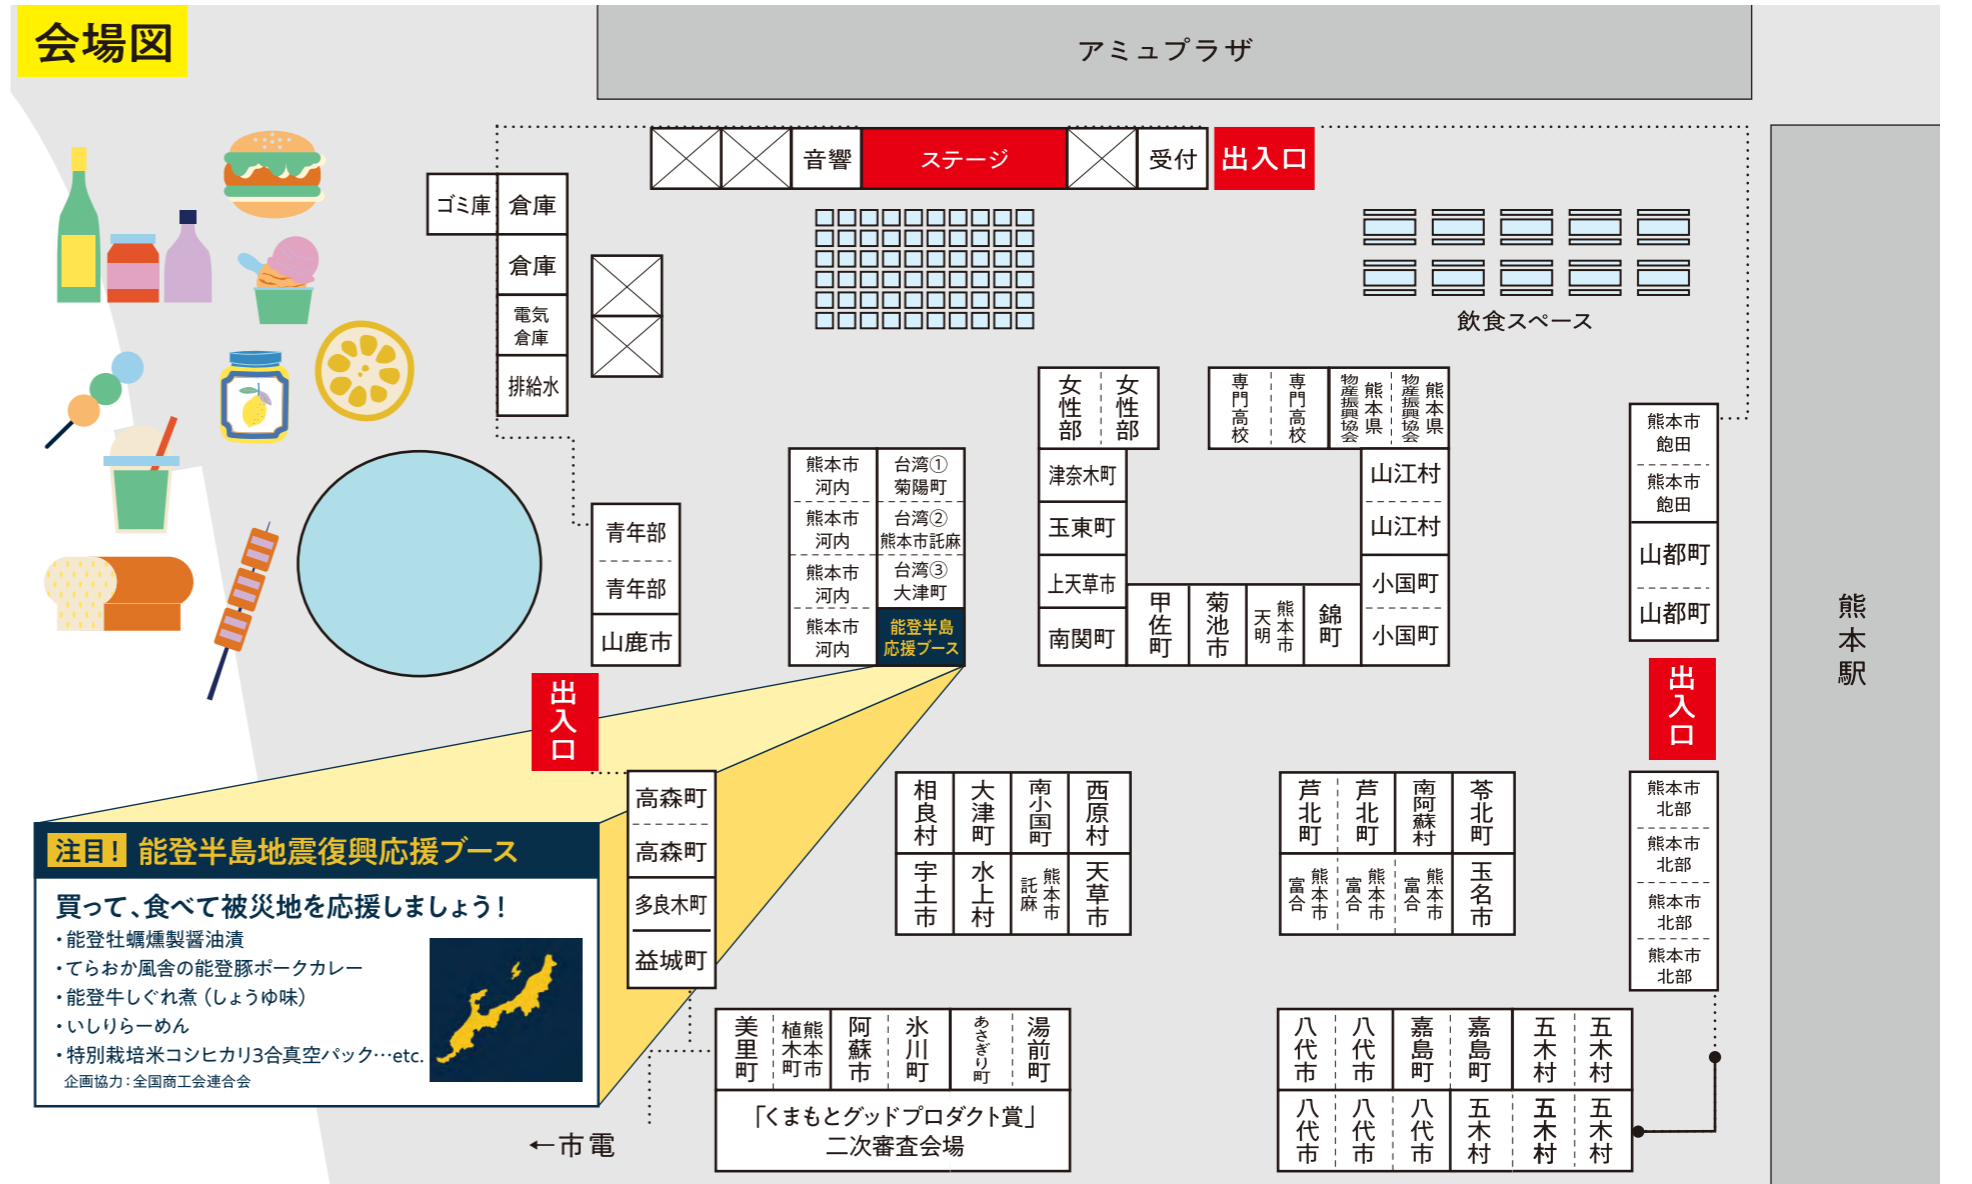 会場図
アミュプラザ
音響
ステージ
受付
出入口
ゴミ庫
倉庫
倉庫
電気
倉庫
排給水
飲食スペース
熊本駅
女性部
女性部
専門高校
専門高校
熊本県
物産振興協会
熊本県
物産振興協会
津奈木町
玉東町
上天草市
南関町
甲佐町
菊池市
熊本市
天明
錦町
山江村
山江村
小国町
小国町
熊本市
飽田
熊本市
飽田
山都町
山都町
出入口
熊本市
河内
熊本市
河内
熊本市
河内
熊本市
河内
台湾①
菊陽町
台湾②
熊本市託麻
台湾③
大津町
能登半島
応援ブース
青年部
青年部
山鹿市
出入口
高森町
高森町
多良木町
益城町
相良村
大津町
南小国町
西原村
宇土市
水上村
熊本市
託麻
天草市
芦北町
芦北町
南阿蘇村
苓北町
熊本市
富合
熊本市
富合
熊本市
富合
玉名市
熊本市
北部
熊本市
北部
熊本市
北部
熊本市
北部
注目！ 能登半島地震復興応援ブース
買って、食べて被災地を応援しましょう！
・能登牡蠣燻製醤油漬
・てらおか風舎の能登豚ポークカレー
・能登牛しぐれ煮（しょうゆ味）
・いしりらーめん
・特別栽培米コシヒカリ3合真空パック…etc.
企画協力：全国商工会連合会
美里町
熊本市
植木町
阿蘇市
氷川町
あさぎり町
湯前町
「くまもとグッドプロダクト賞」
二次審査会場
←市電
八代市
八代市
嘉島町
嘉島町
五木村
五木村
八代市
八代市
八代市
五木村
五木村
五木村